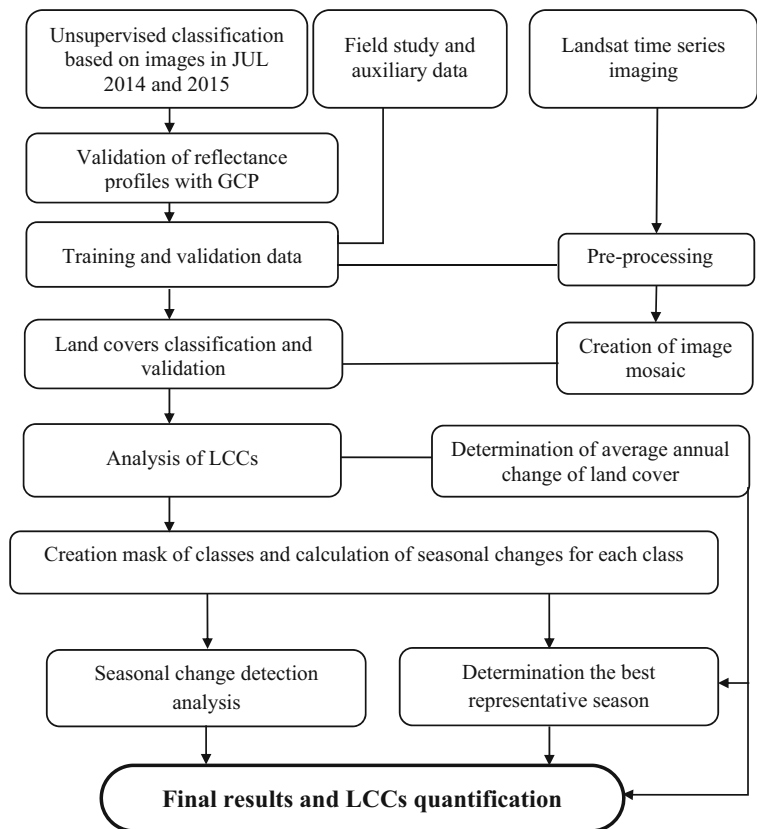 Unsupervised classification
based on images in JUL
2014 and 2015
Field study and
auxiliary data
Landsat time series
imaging
Validation of reflectance
profiles with GCP
Training and validation data
Pre-processing
Land covers classification and
validation
Creation of image
mosaic
Analysis of LCCs
Determination of average annual
change of land cover
Creation mask of classes and calculation of seasonal changes for each class
Seasonal change detection
analysis
Determination the best
representative season
Final results and LCCs quantification